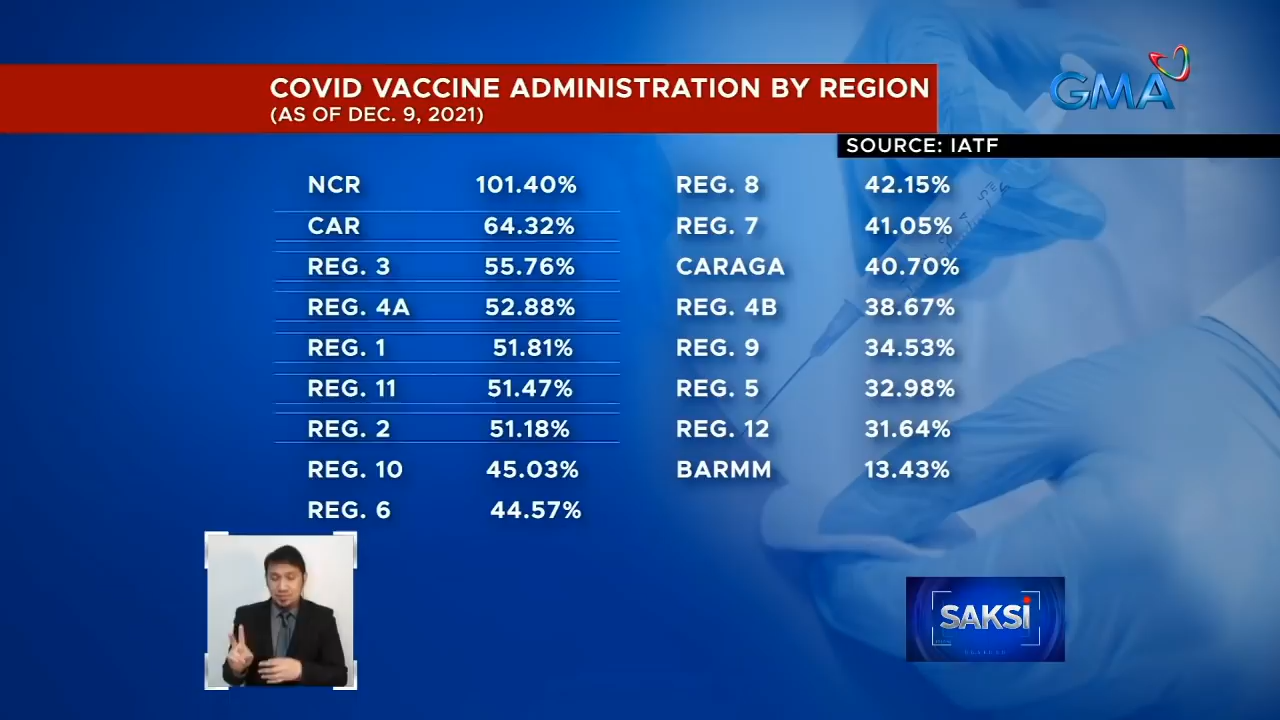 COVID VACCINE ADMINISTRATION BY REGION
(AS OF DEC. 9, 2021)
GMA
SOURCE: IATF
NCR 101.40%
CAR 64.32%
REG. 3 55.76%
REG. 4A 52.88%
REG. 1 51.81%
REG. 11 51.47%
REG. 2 51.18%
REG. 10 45.03%
REG. 6 44.57%
REG. 8 42.15%
REG. 7 41.05%
CARAGA 40.70%
REG. 4B 38.67%
REG. 9 34.53%
REG. 5 32.98%
REG. 12 31.64%
BARMM 13.43%
SAKSI